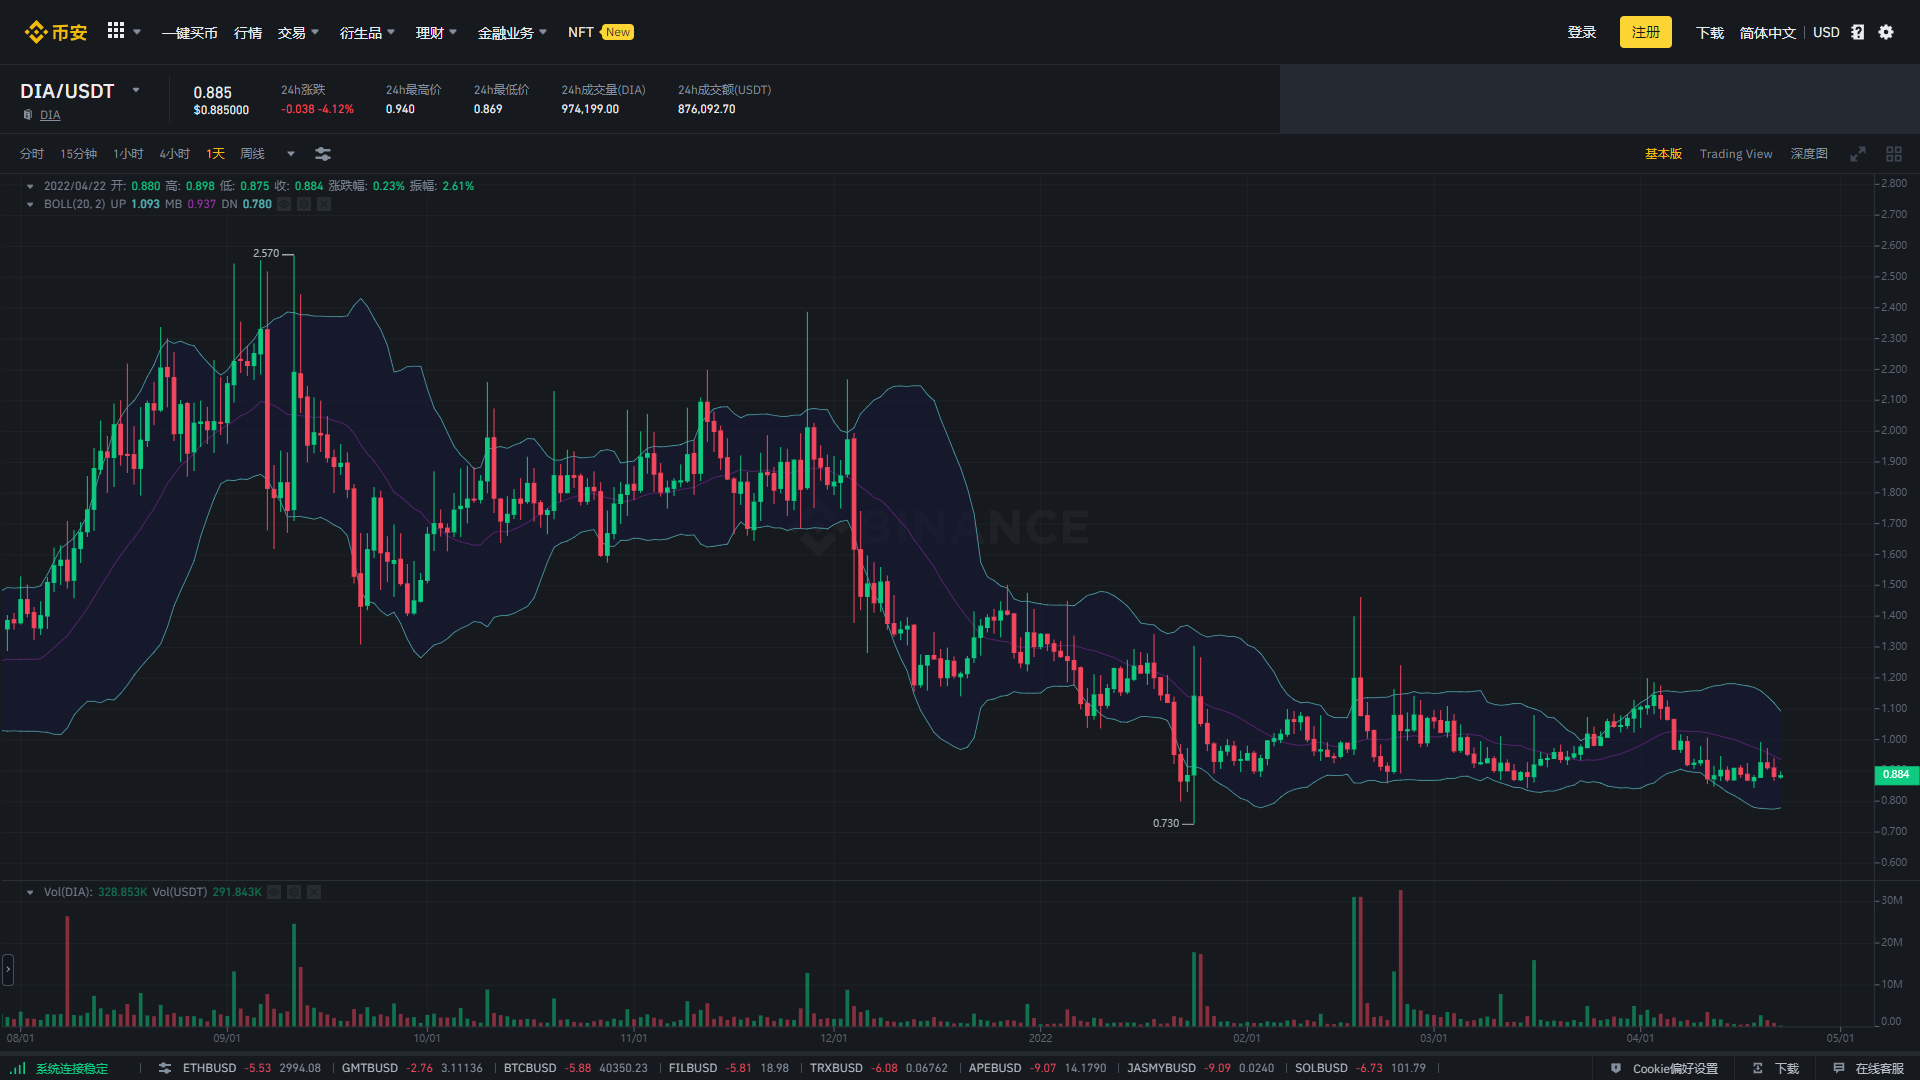 币安 一键买币 行情 交易 衍生品 理财 金融业务 NFT New 登录 注册 下载 简体中文 USD
DIA/USDT
DIA
0.885
$0.885000
24h涨跌
-0.038 -4.12%
24h最高价
0.940
24h最低价
0.869
24h成交量(DIA)
974,199.00
24h成交额(USDT)
876,092.70
分时 15分钟 1小时 4小时 1天 周线 基本版 Trading View 深度图
2022/04/22 开: 0.880 高: 0.898 低: 0.875 收: 0.884 涨跌幅: 0.23% 振幅: 2.61%
BOLL(20, 2) UP 1.093 MB 0.937 DN 0.780
2.570
0.730
BINANCE
2.800
2.700
2.600
2.500
2.400
2.300
2.200
2.100
2.000
1.900
1.800
1.700
1.600
1.500
1.400
1.300
1.200
1.100
1.000
0.884
0.800
0.700
0.600
Vol(DIA): 328.853K Vol(USDT) 291.843K
30M
20M
10M
0.00
08/01 09/01 10/01 11/01 12/01 2022 02/01 03/01 04/01 05/01
系统连接稳定 ETHBUSD -5.53 2994.08 GMTBUSD -2.76 3.11136 BTCBUSD -5.88 40350.23 FILBUSD -5.81 18.98 TRXBUSD -6.08 0.06762 APEBUSD -9.07 14.1790 JASMYBUSD -9.09 0.0240 SOLBUSD -6.73 101.79 Cookie偏好设置 下载 在线客服